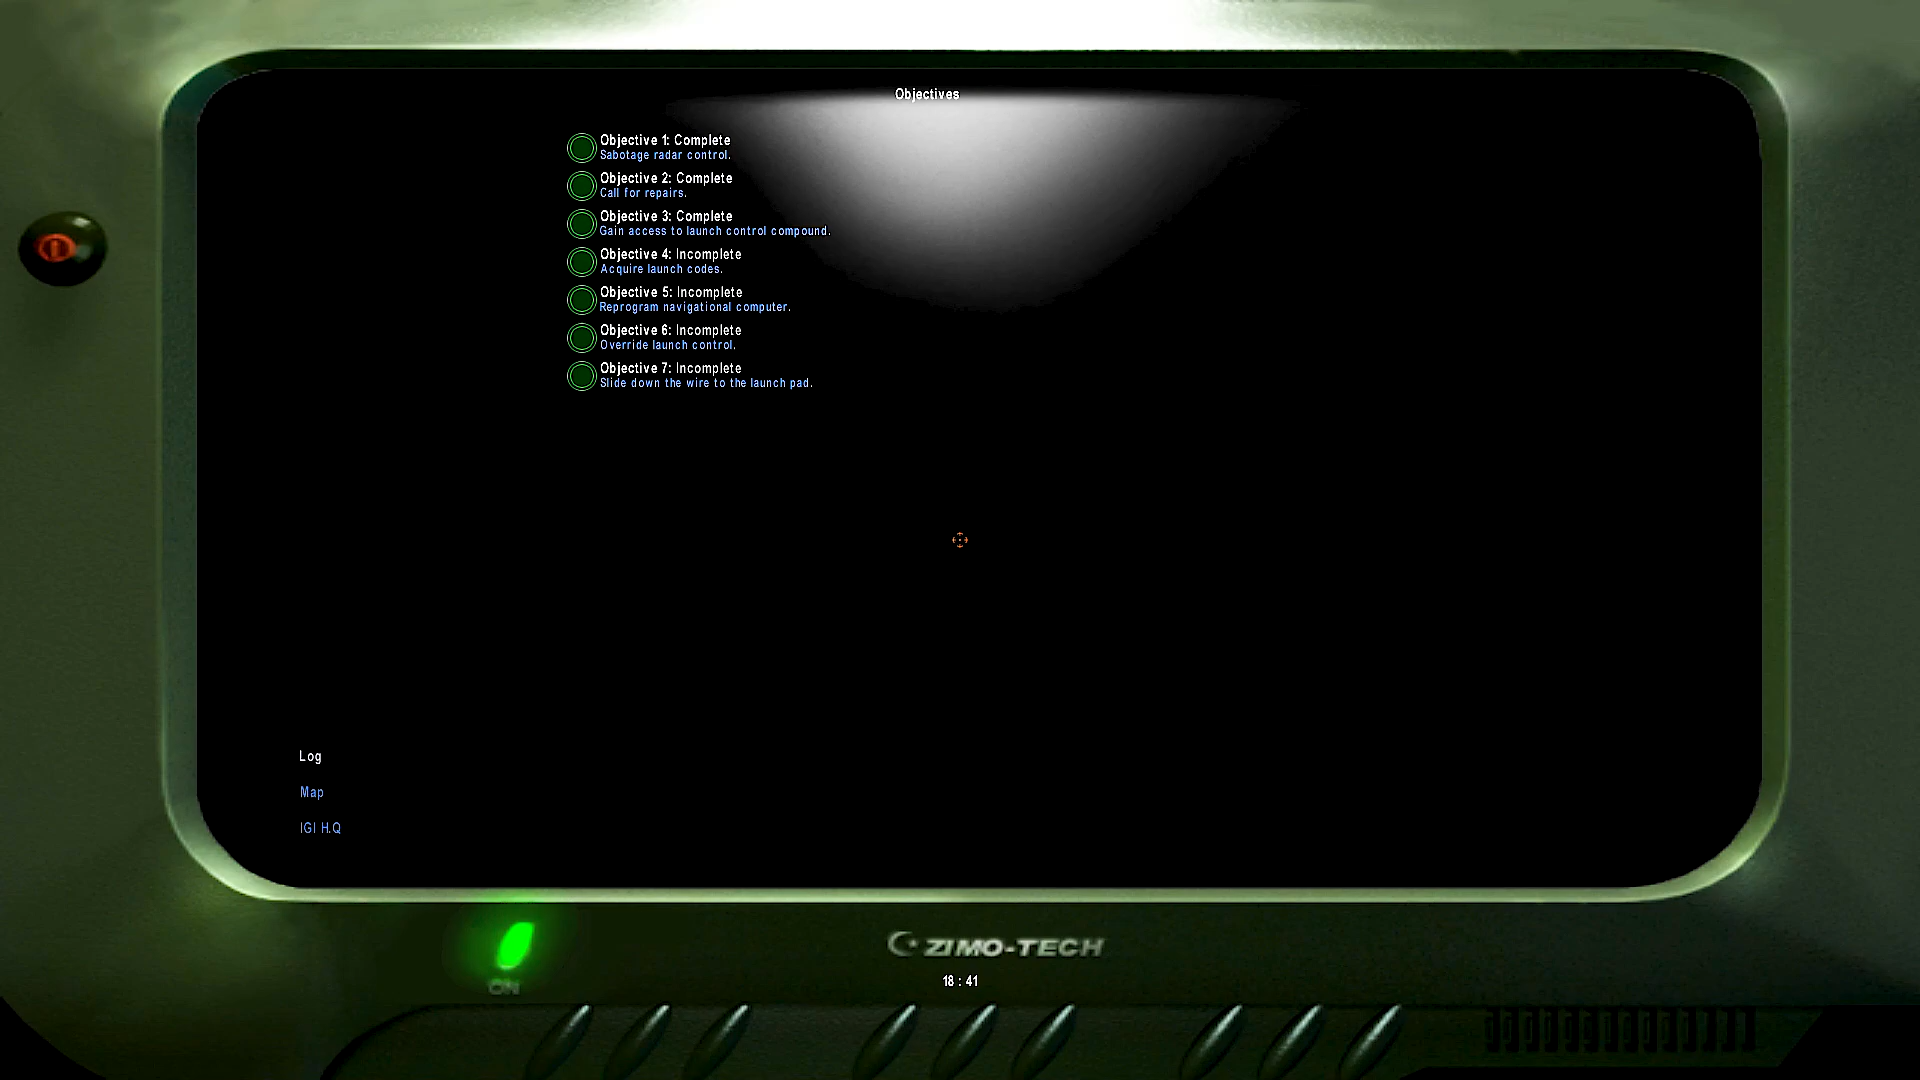 Objectives
Objective 1: Complete
Sabotage radar control.
Objective 2: Complete
Call for repairs.
Objective 3: Complete
Gain access to launch control compound.
Objective 4: Incomplete
Acquire launch codes.
Objective 5: Incomplete
Reprogram navigational computer.
Objective 6: Incomplete
Override launch control.
Objective 7: Incomplete
Slide down the wire to the launch pad.
Log
Map
IGI H.Q
ZIMO-TECH
18 : 41
ON